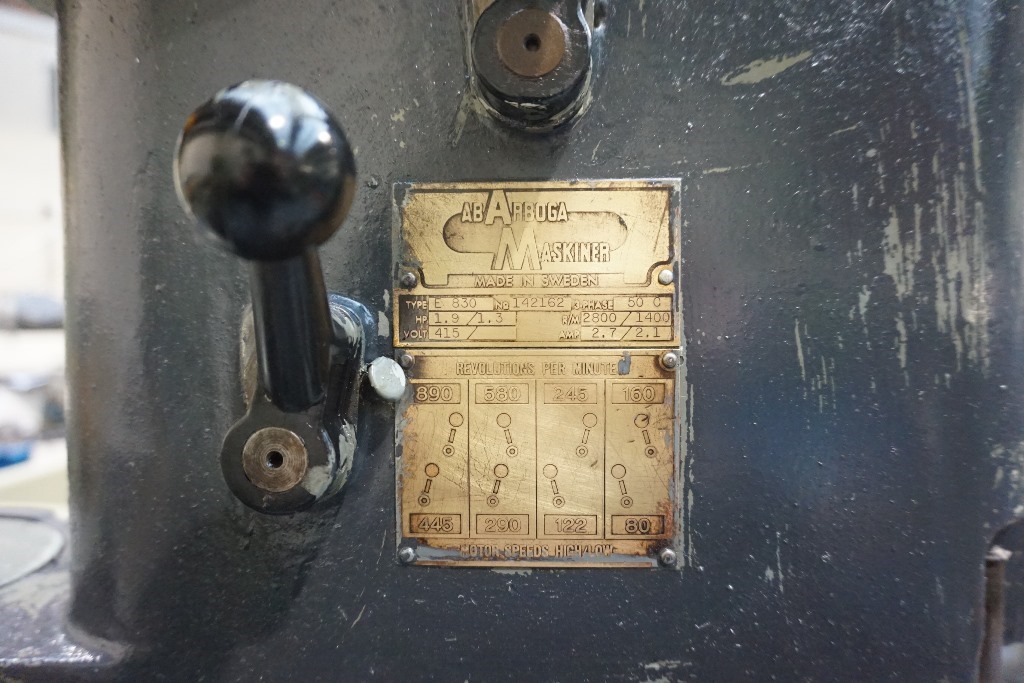 AB ARBOGA
MASKINER
MADE IN SWEDEN
TYPE E 830 No 142162 3.PHASE 50 C
HP 1.9 / 1.3 R/M 2800 / 1400
VOLT 415 / AMP 2.7 / 2.1
REVOLUTIONS PER MINUTE
890 580 245 160
445 290 122 80
MOTOR SPEEDS HIGH/LOW